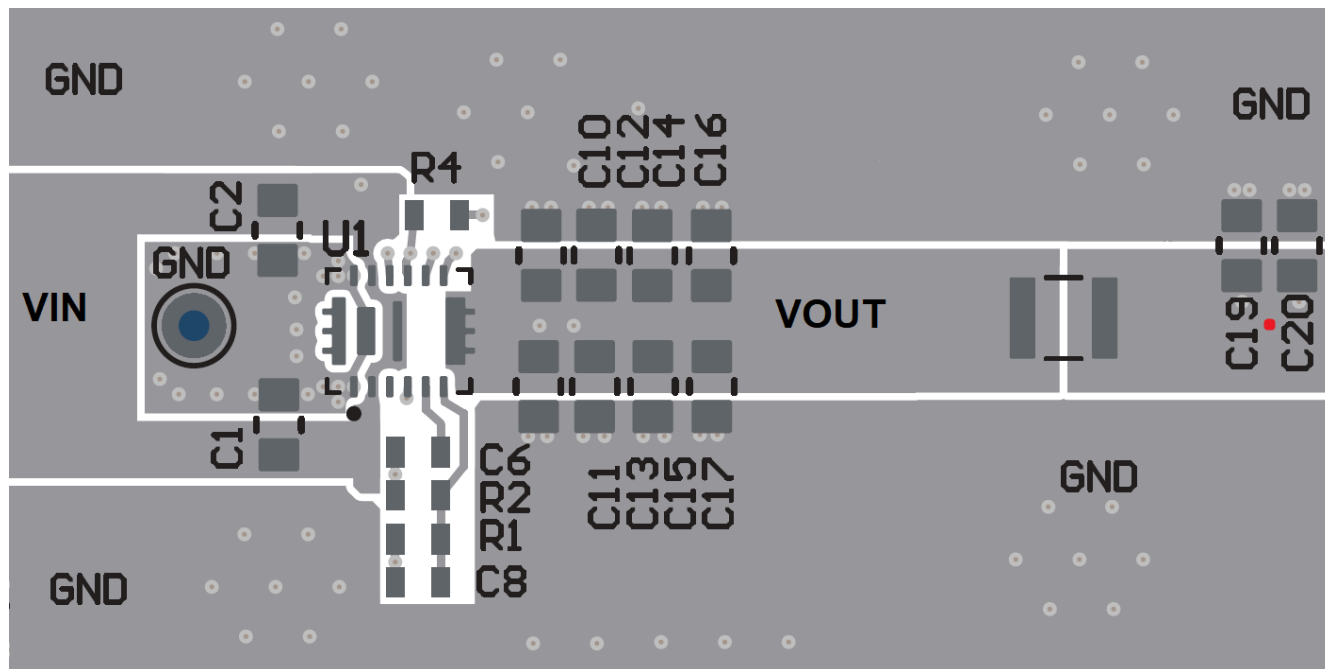 GND
GND
C10
C12
C14
C16
R4
C2
U1
GND
VIN
VOUT
C19
C20
C1
C6
R2
R1
C8
C11
C13
C15
C17
GND
GND